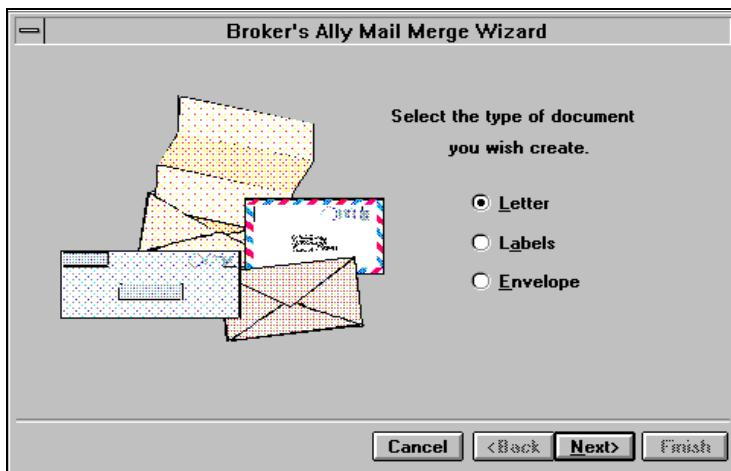 Broker's Ally Mail Merge Wizard
Select the type of document
you wish create.
Letter
Labels
Envelope
Cancel
<Back
Next>
Finish